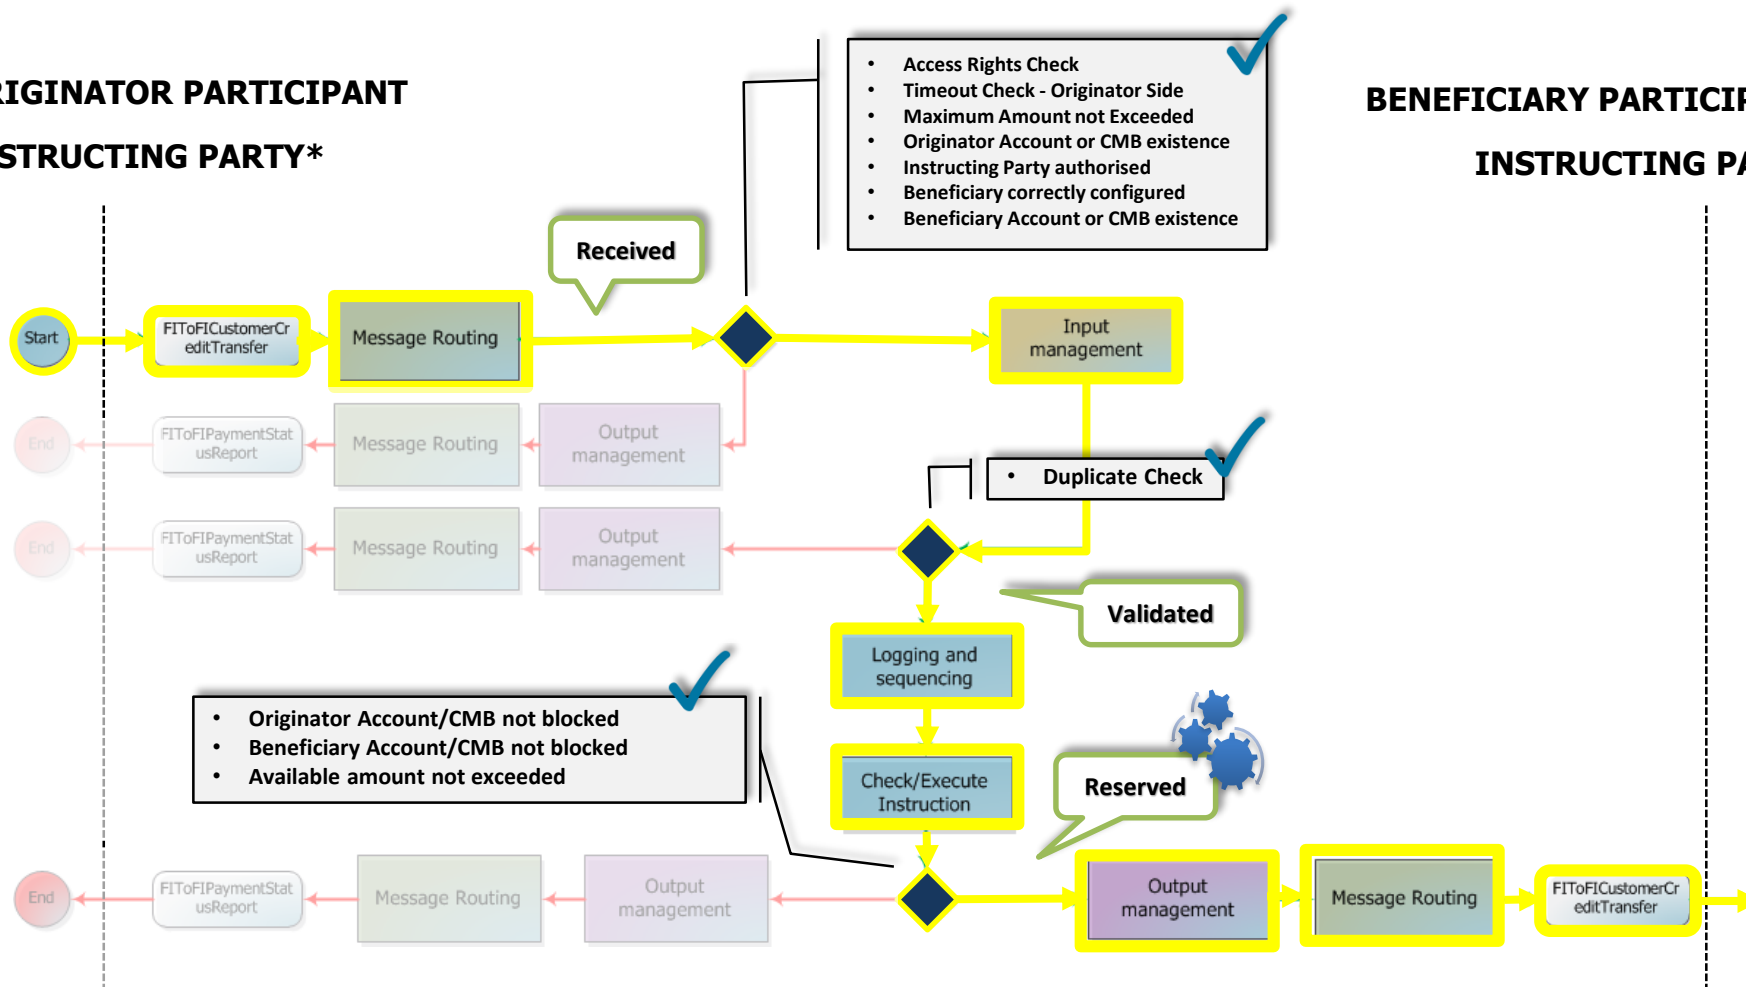 RIGINATOR PARTICIPANT
STRUCTING PARTY*
BENEFICIARY PARTICIP
INSTRUCTING PA
• Access Rights Check
• Timeout Check - Originator Side
• Maximum Amount not Exceeded
• Originator Account or CMB existence
• Instructing Party authorised
• Beneficiary correctly configured
• Beneficiary Account or CMB existence
Received
Start
FIToFICustomerCr
editTransfer
Message Routing
Input
management
End
FIToFIPaymentStat
usReport
Message Routing
Output
management
• Duplicate Check
End
FIToFIPaymentStat
usReport
Message Routing
Output
management
Validated
Logging and
sequencing
• Originator Account/CMB not blocked
• Beneficiary Account/CMB not blocked
• Available amount not exceeded
Check/Execute
Instruction
Reserved
End
FIToFIPaymentStat
usReport
Message Routing
Output
management
Output
management
Message Routing
FIToFICustomerCr
editTransfer